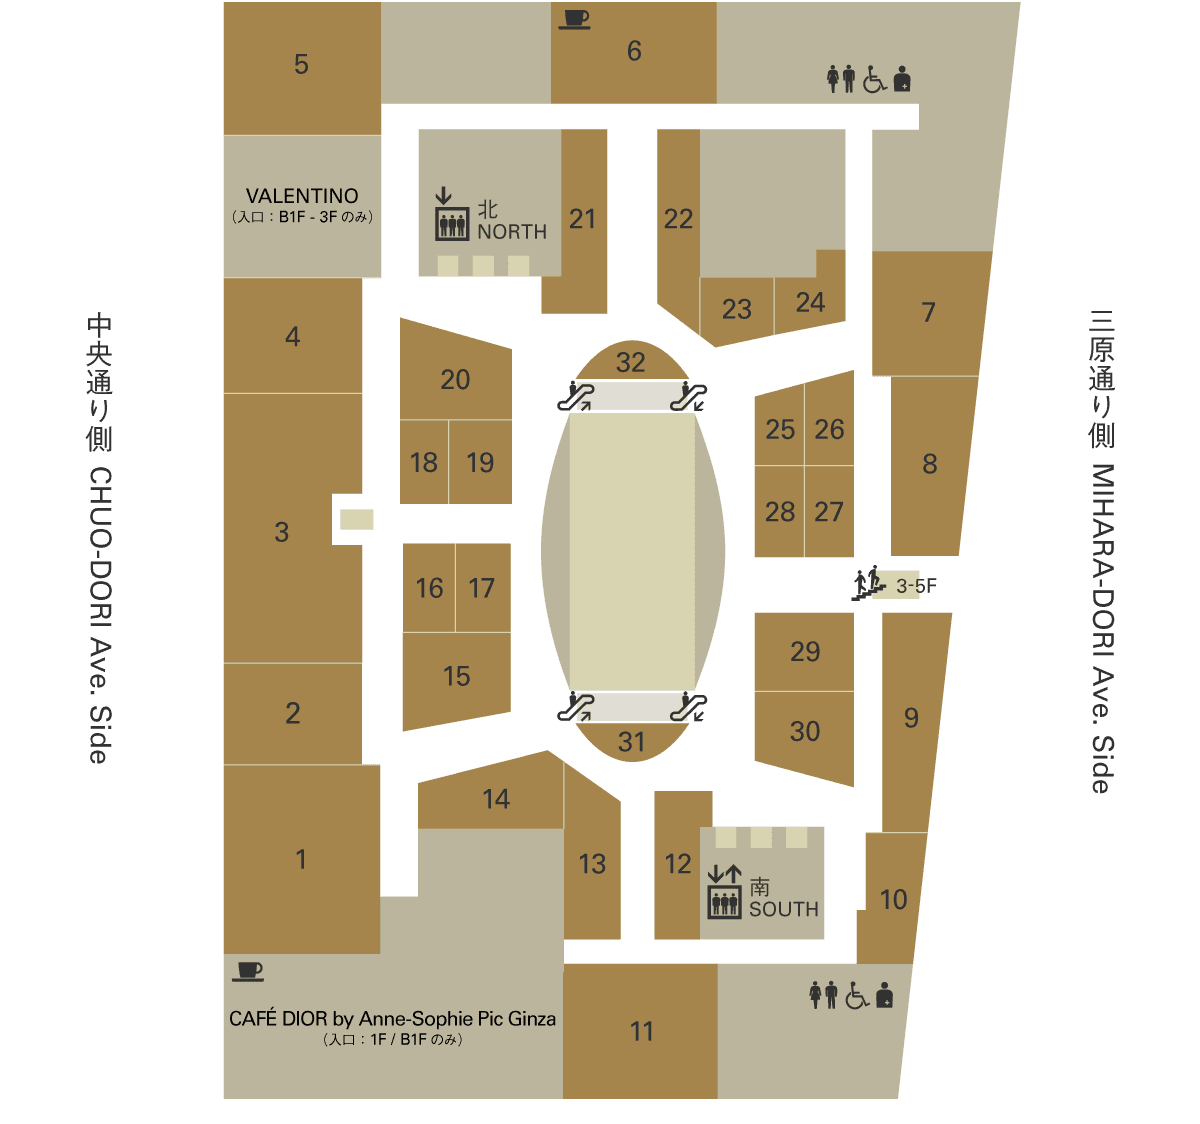 5
6
VALENTINO
(入口：B1F - 3F のみ)
北
NORTH
21
22
23
24
7
4
20
32
18
19
25
26
28
27
8
3
16
17
15
3-5F
29
30
9
2
31
14
1
13
12
南
SOUTH
10
CAFÉ DIOR by Anne-Sophie Pic Ginza
(入口：1F / B1F のみ)
11
中央通り側 CHUO-DORI Ave. Side
三原通り側 MIHARA-DORI Ave. Side